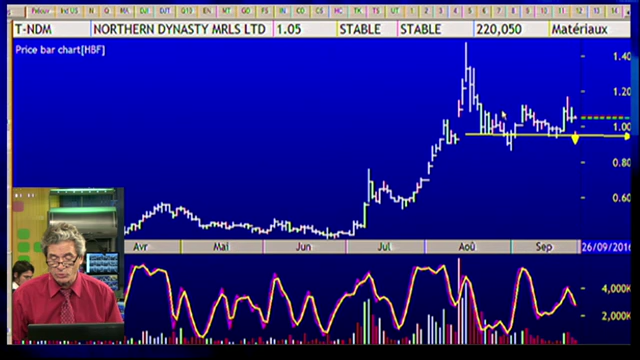 T-NDM NORTHERN DYNASTY MRLS LTD 1.05 STABLE STABLE 220,050 Matériaux
Price bar chart[HBF]
1.40
1.20
1.00
0.80
0.60
Avr Mai Jun Jul Aoû Sep 26/09/2016
4,000K
2,000K